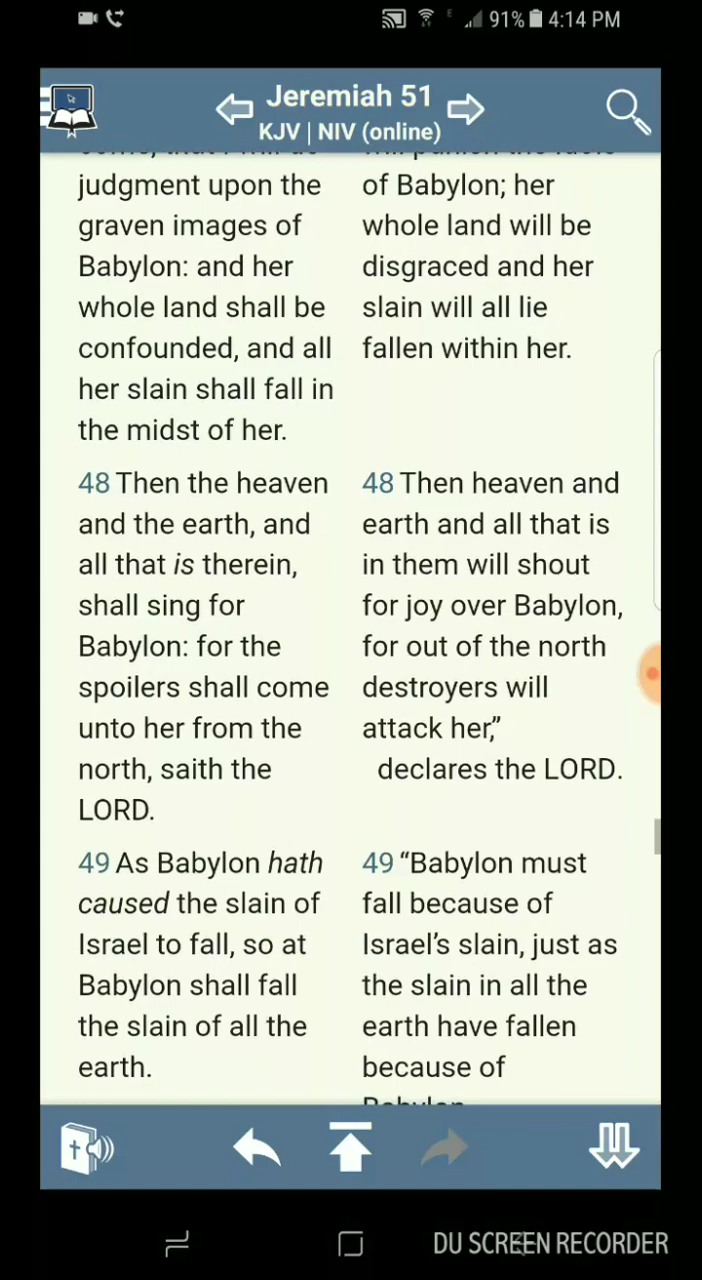 E 91% 4:14 PM
Jeremiah 51
KJV | NIV (online)
judgment upon the
graven images of
Babylon: and her
whole land shall be
confounded, and all
her slain shall fall in
the midst of her.
48 Then the heaven
and the earth, and
all that is therein,
shall sing for
Babylon: for the
spoilers shall come
unto her from the
north, saith the
LORD.
49 As Babylon hath
caused the slain of
Israel to fall, so at
Babylon shall fall
the slain of all the
earth.
of Babylon; her
whole land will be
disgraced and her
slain will all lie
fallen within her.
48 Then heaven and
earth and all that is
in them will shout
for joy over Babylon,
for out of the north
destroyers will
attack her,”
declares the LORD.
49 “Babylon must
fall because of
Israel’s slain, just as
the slain in all the
earth have fallen
because of
Babylon
DU SCREEN RECORDER